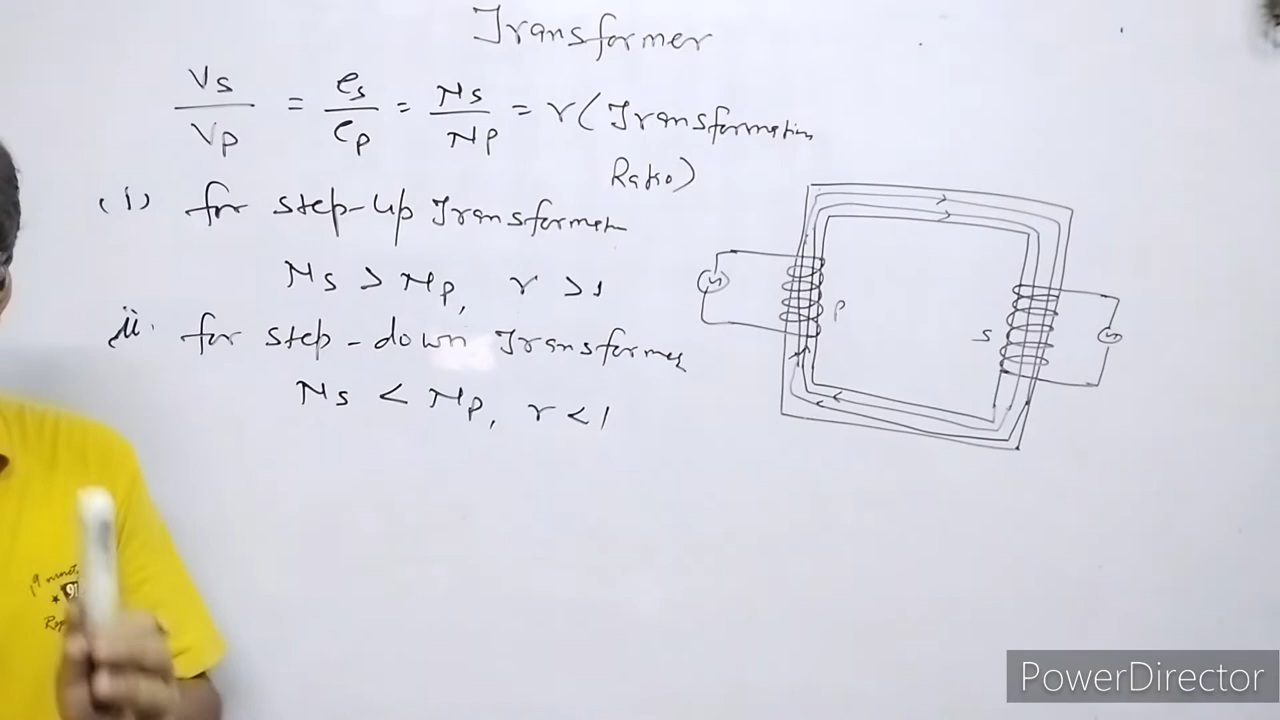 Transformer
Vs/Vp = es/ep = Ns/Np = r (Transformation
Ratio)
(i) for step-up Transformer
Ns > Np, r > 1
ii. for step-down Transformer
Ns < Np, r < 1
P
S
19
PowerDirector